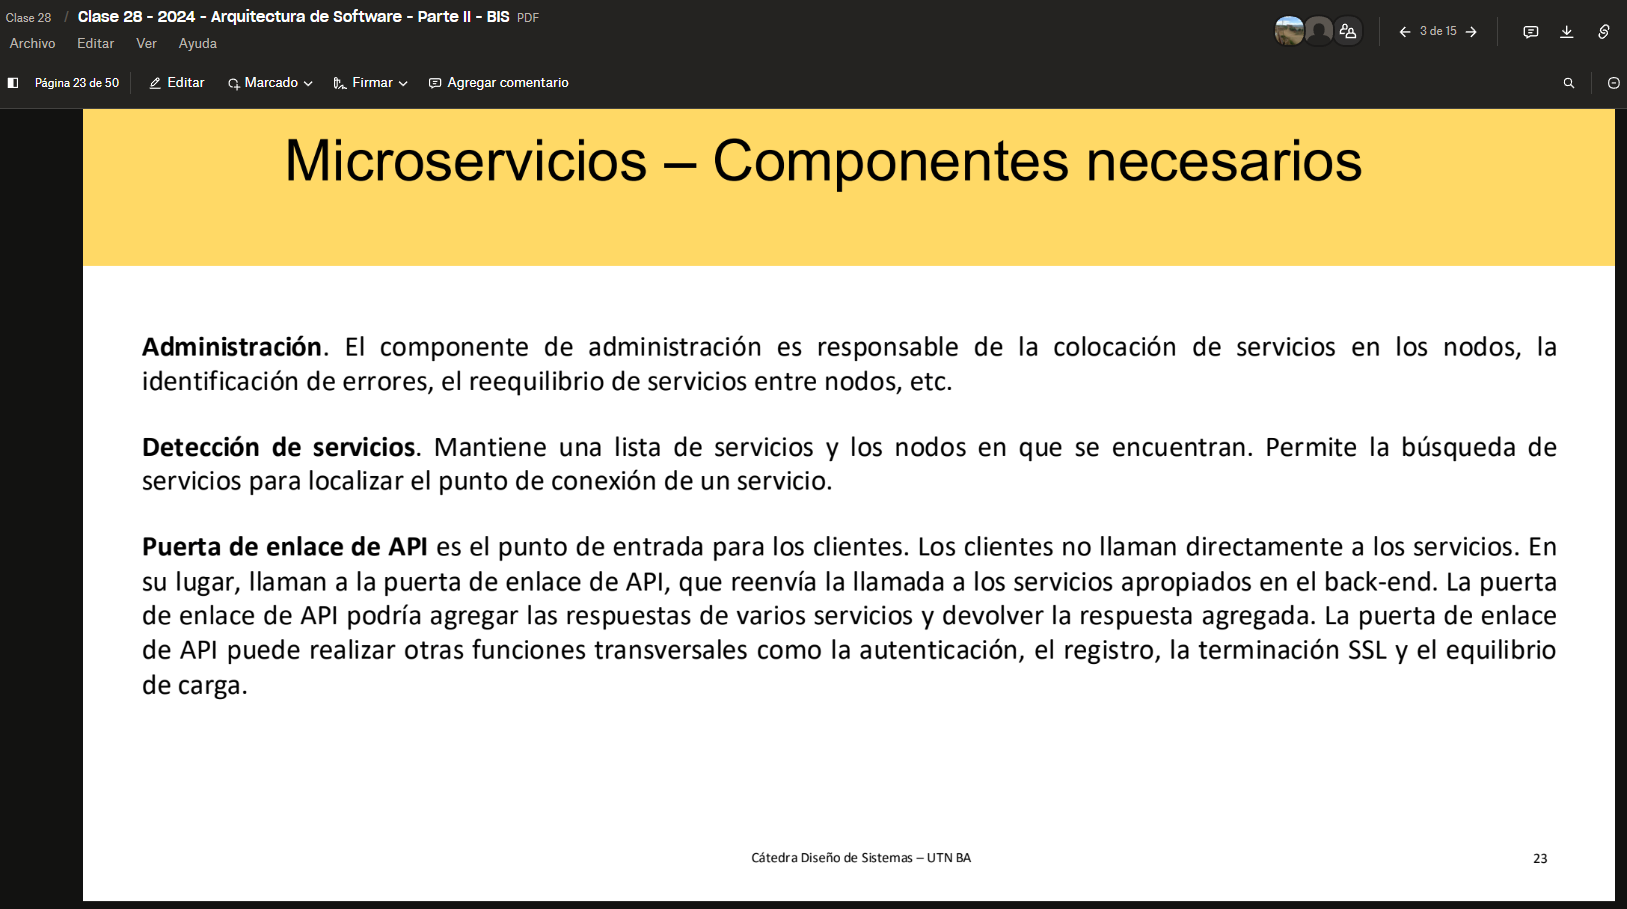 Clase 28 / Clase 28 - 2024 - Arquitectura de Software - Parte II - BIS PDF
Archivo Editar Ver Ayuda
3 de 15
Página 23 de 50 Editar Marcado Firmar Agregar comentario
Microservicios – Componentes necesarios
Administración. El componente de administración es responsable de la colocación de servicios en los nodos, la
identificación de errores, el reequilibrio de servicios entre nodos, etc.
Detección de servicios. Mantiene una lista de servicios y los nodos en que se encuentran. Permite la búsqueda de
servicios para localizar el punto de conexión de un servicio.
Puerta de enlace de API es el punto de entrada para los clientes. Los clientes no llaman directamente a los servicios. En
su lugar, llaman a la puerta de enlace de API, que reenvía la llamada a los servicios apropiados en el back-end. La puerta
de enlace de API podría agregar las respuestas de varios servicios y devolver la respuesta agregada. La puerta de enlace
de API puede realizar otras funciones transversales como la autenticación, el registro, la terminación SSL y el equilibrio
de carga.
Cátedra Diseño de Sistemas – UTN BA
23